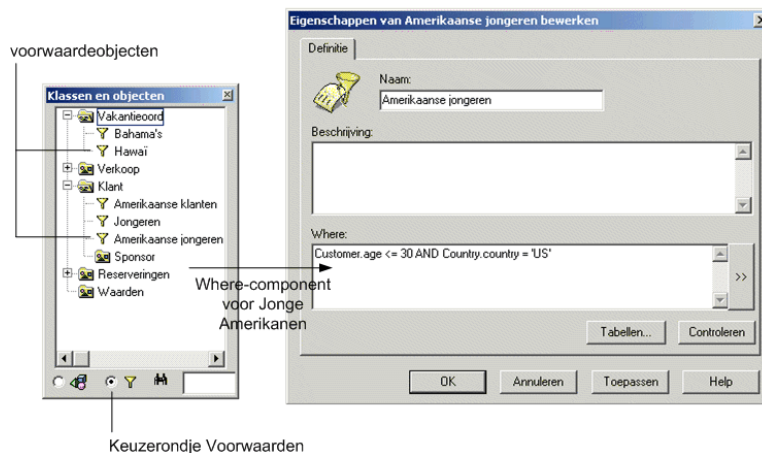 voorwaardeobjecten
Klassen en objecten
Vakantieoord
Bahama's
Hawaï
Verkoop
Klant
Amerikaanse klanten
Jongeren
Amerikaanse jongeren
Sponsor
Reserveringen
Waarden
Keuzerondje Voorwaarden
Where-component
voor Jonge
Amerikanen
Eigenschappen van Amerikaanse jongeren bewerken
Definitie
Naam:
Amerikaanse jongeren
Beschrijving:
Where:
Customer.age <= 30 AND Country.country = 'US'
>>
Tabellen...
Controleren
OK
Annuleren
Toepassen
Help